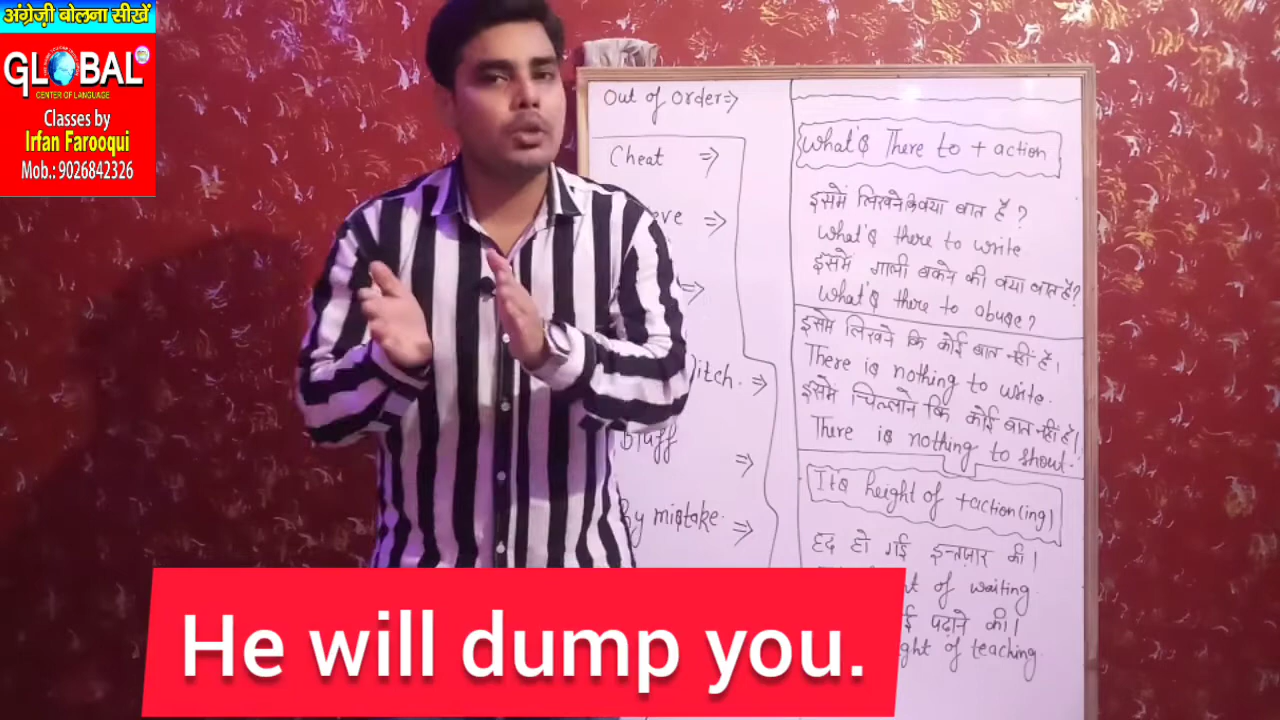 अंग्रेज़ी बोलना सीखें
GLOBAL
CENTER OF LANGUAGE
Classes by
Irfan Farooqui
Mob.: 9026842326
Out of order ⇒
Cheat ⇒
eve ⇒
⇒
itch. ⇒
bluff ⇒
By mistake. ⇒
What's There to + action
इसमें लिखने कि क्या बात है ?
What's there to write
इसमें गाली बकने की क्या बात है?
What's there to abuse?
इसमें लिखने कि कोई बात नहीं है।
There is nothing to write.
इसमें चिल्लाने कि कोई बात नहीं है।
There is nothing to shout.
Its height of +action(ing)
हद हो गई इन्तज़ार की।
of waiting.
पढ़ाने की।
ght of teaching.
He will dump you.